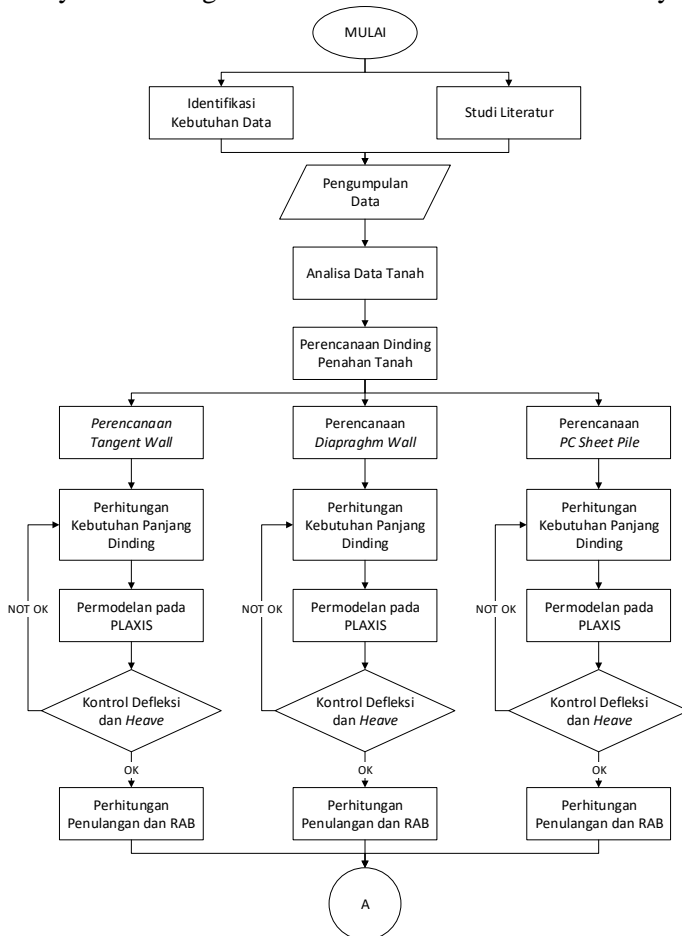 MULAI
Identifikasi
Kebutuhan Data
Studi Literatur
Pengumpulan
Data
Analisa Data Tanah
Perencanaan Dinding
Penahan Tanah
Perencanaan
Tangent Wall
Perencanaan
Diapraghm Wall
Perencanaan
PC Sheet Pile
Perhitungan
Kebutuhan Panjang
Dinding
Perhitungan
Kebutuhan Panjang
Dinding
Perhitungan
Kebutuhan Panjang
Dinding
NOT OK
NOT OK
NOT OK
Permodelan pada
PLAXIS
Permodelan pada
PLAXIS
Permodelan pada
PLAXIS
Kontrol Defleksi
dan Heave
Kontrol Defleksi
dan Heave
Kontrol Defleksi
dan Heave
OK
OK
OK
Perhitungan
Penulangan dan RAB
Perhitungan
Penulangan dan RAB
Perhitungan
Penulangan dan RAB
A